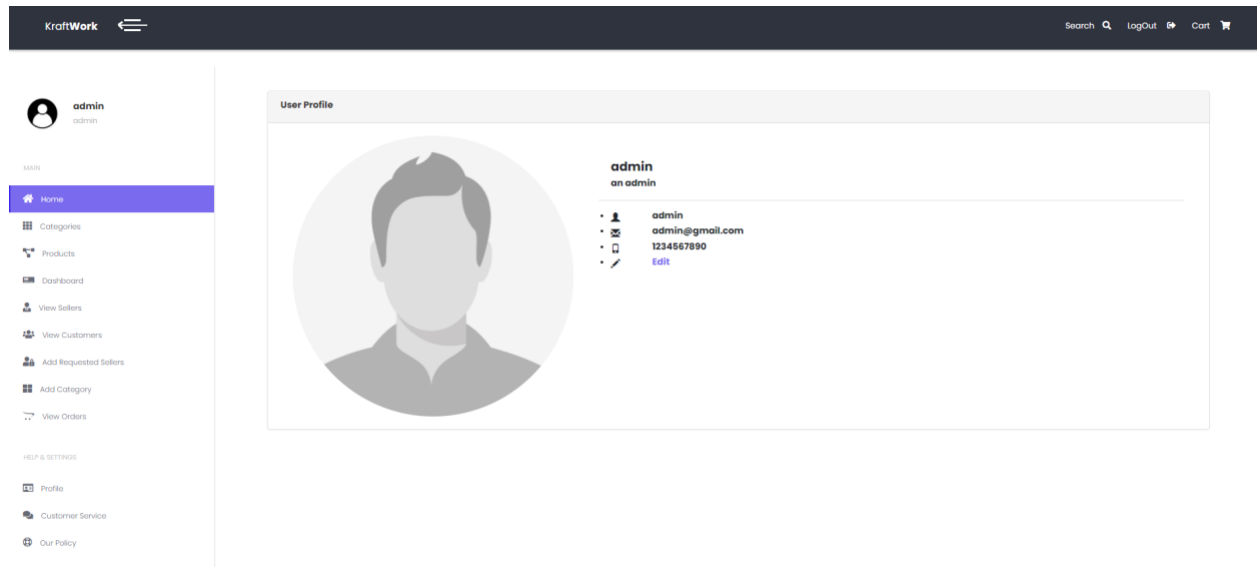 KraftWork
Search LogOut Cart
admin
admin
MAIN
Home
Categories
Products
Dashboard
View Sellers
View Customers
Add Requested Sellers
Add Category
View Orders
HELP & SETTINGS
Profile
Customer Service
Our Policy
User Profile
admin
an admin
admin
admin@gmail.com
1234567890
Edit